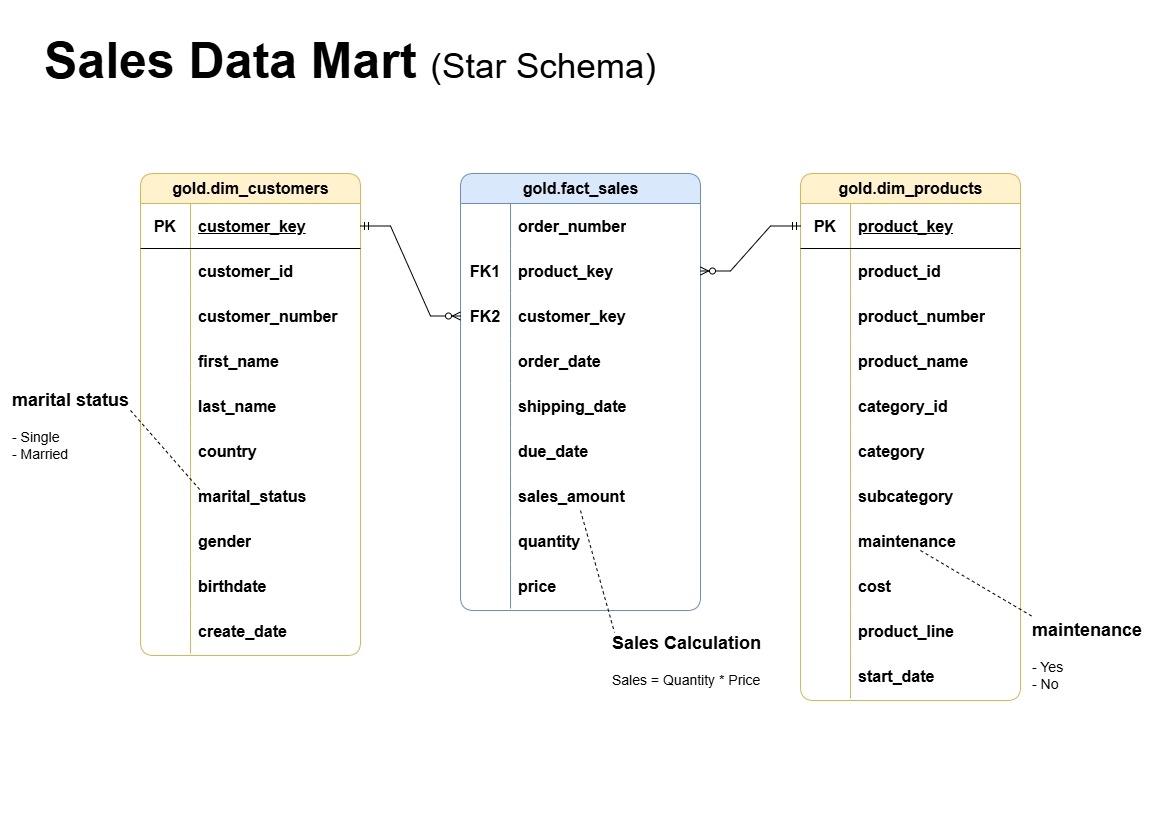 Sales Data Mart (Star Schema)
gold.dim_customers
PK customer_key
customer_id
customer_number
first_name
last_name
country
marital_status
gender
birthdate
create_date
marital status
- Single
- Married
gold.fact_sales
order_number
FK1 product_key
FK2 customer_key
order_date
shipping_date
due_date
sales_amount
quantity
price
Sales Calculation
Sales = Quantity * Price
gold.dim_products
PK product_key
product_id
product_number
product_name
category_id
category
subcategory
maintenance
cost
product_line
start_date
maintenance
- Yes
- No